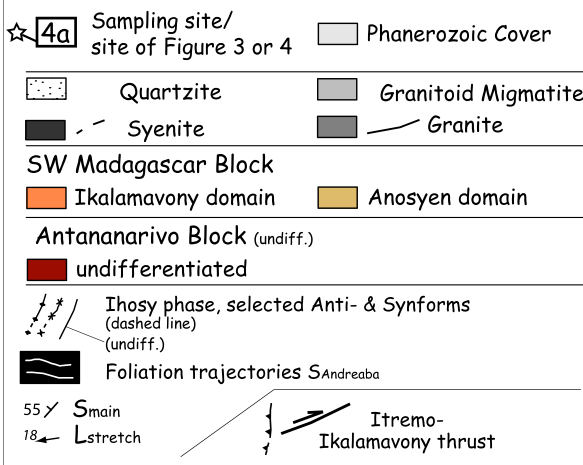 4a Sampling site/
site of Figure 3 or 4
Phanerozoic Cover
Quartzite
Granitoid Migmatite
Syenite
Granite
SW Madagascar Block
Ikalamavony domain
Anosyen domain
Antananarivo Block (undiff.)
undifferentiated
Ihosy phase, selected Anti- & Synforms
(dashed line)
(undiff.)
Foliation trajectories SAndreaba
55 Smain
18 Lstretch
Itremo-
Ikalamavony thrust